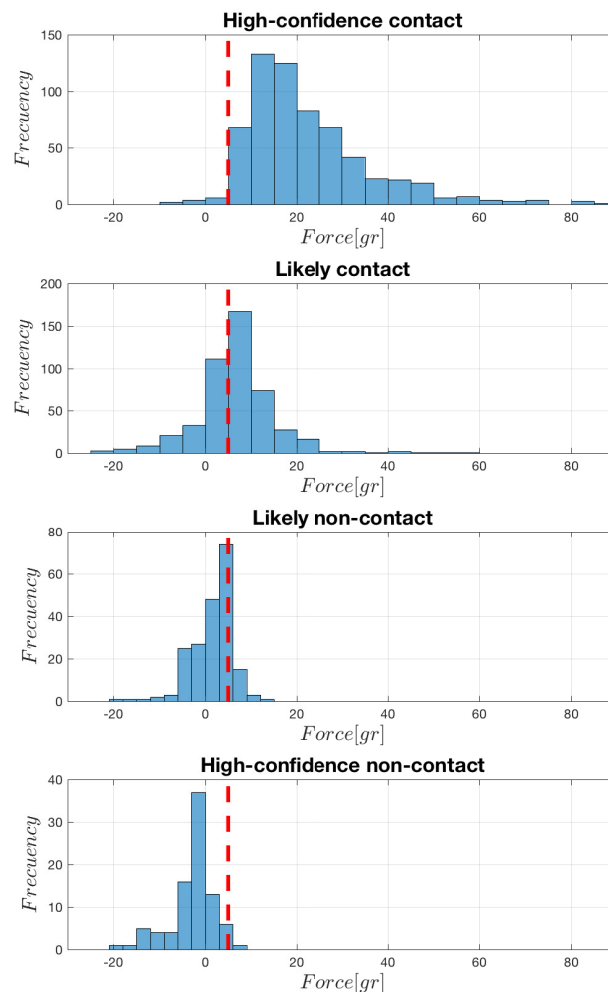 High-confidence contact
150
100
50
0
Frecuency
-20 0 20 40 60 80
Force[gr]
Likely contact
200
150
100
50
0
Frecuency
-20 0 20 40 60 80
Force[gr]
Likely non-contact
80
60
40
20
0
Frecuency
-20 0 20 40 60 80
Force[gr]
High-confidence non-contact
40
30
20
10
0
Frecuency
-20 0 20 40 60 80
Force[gr]